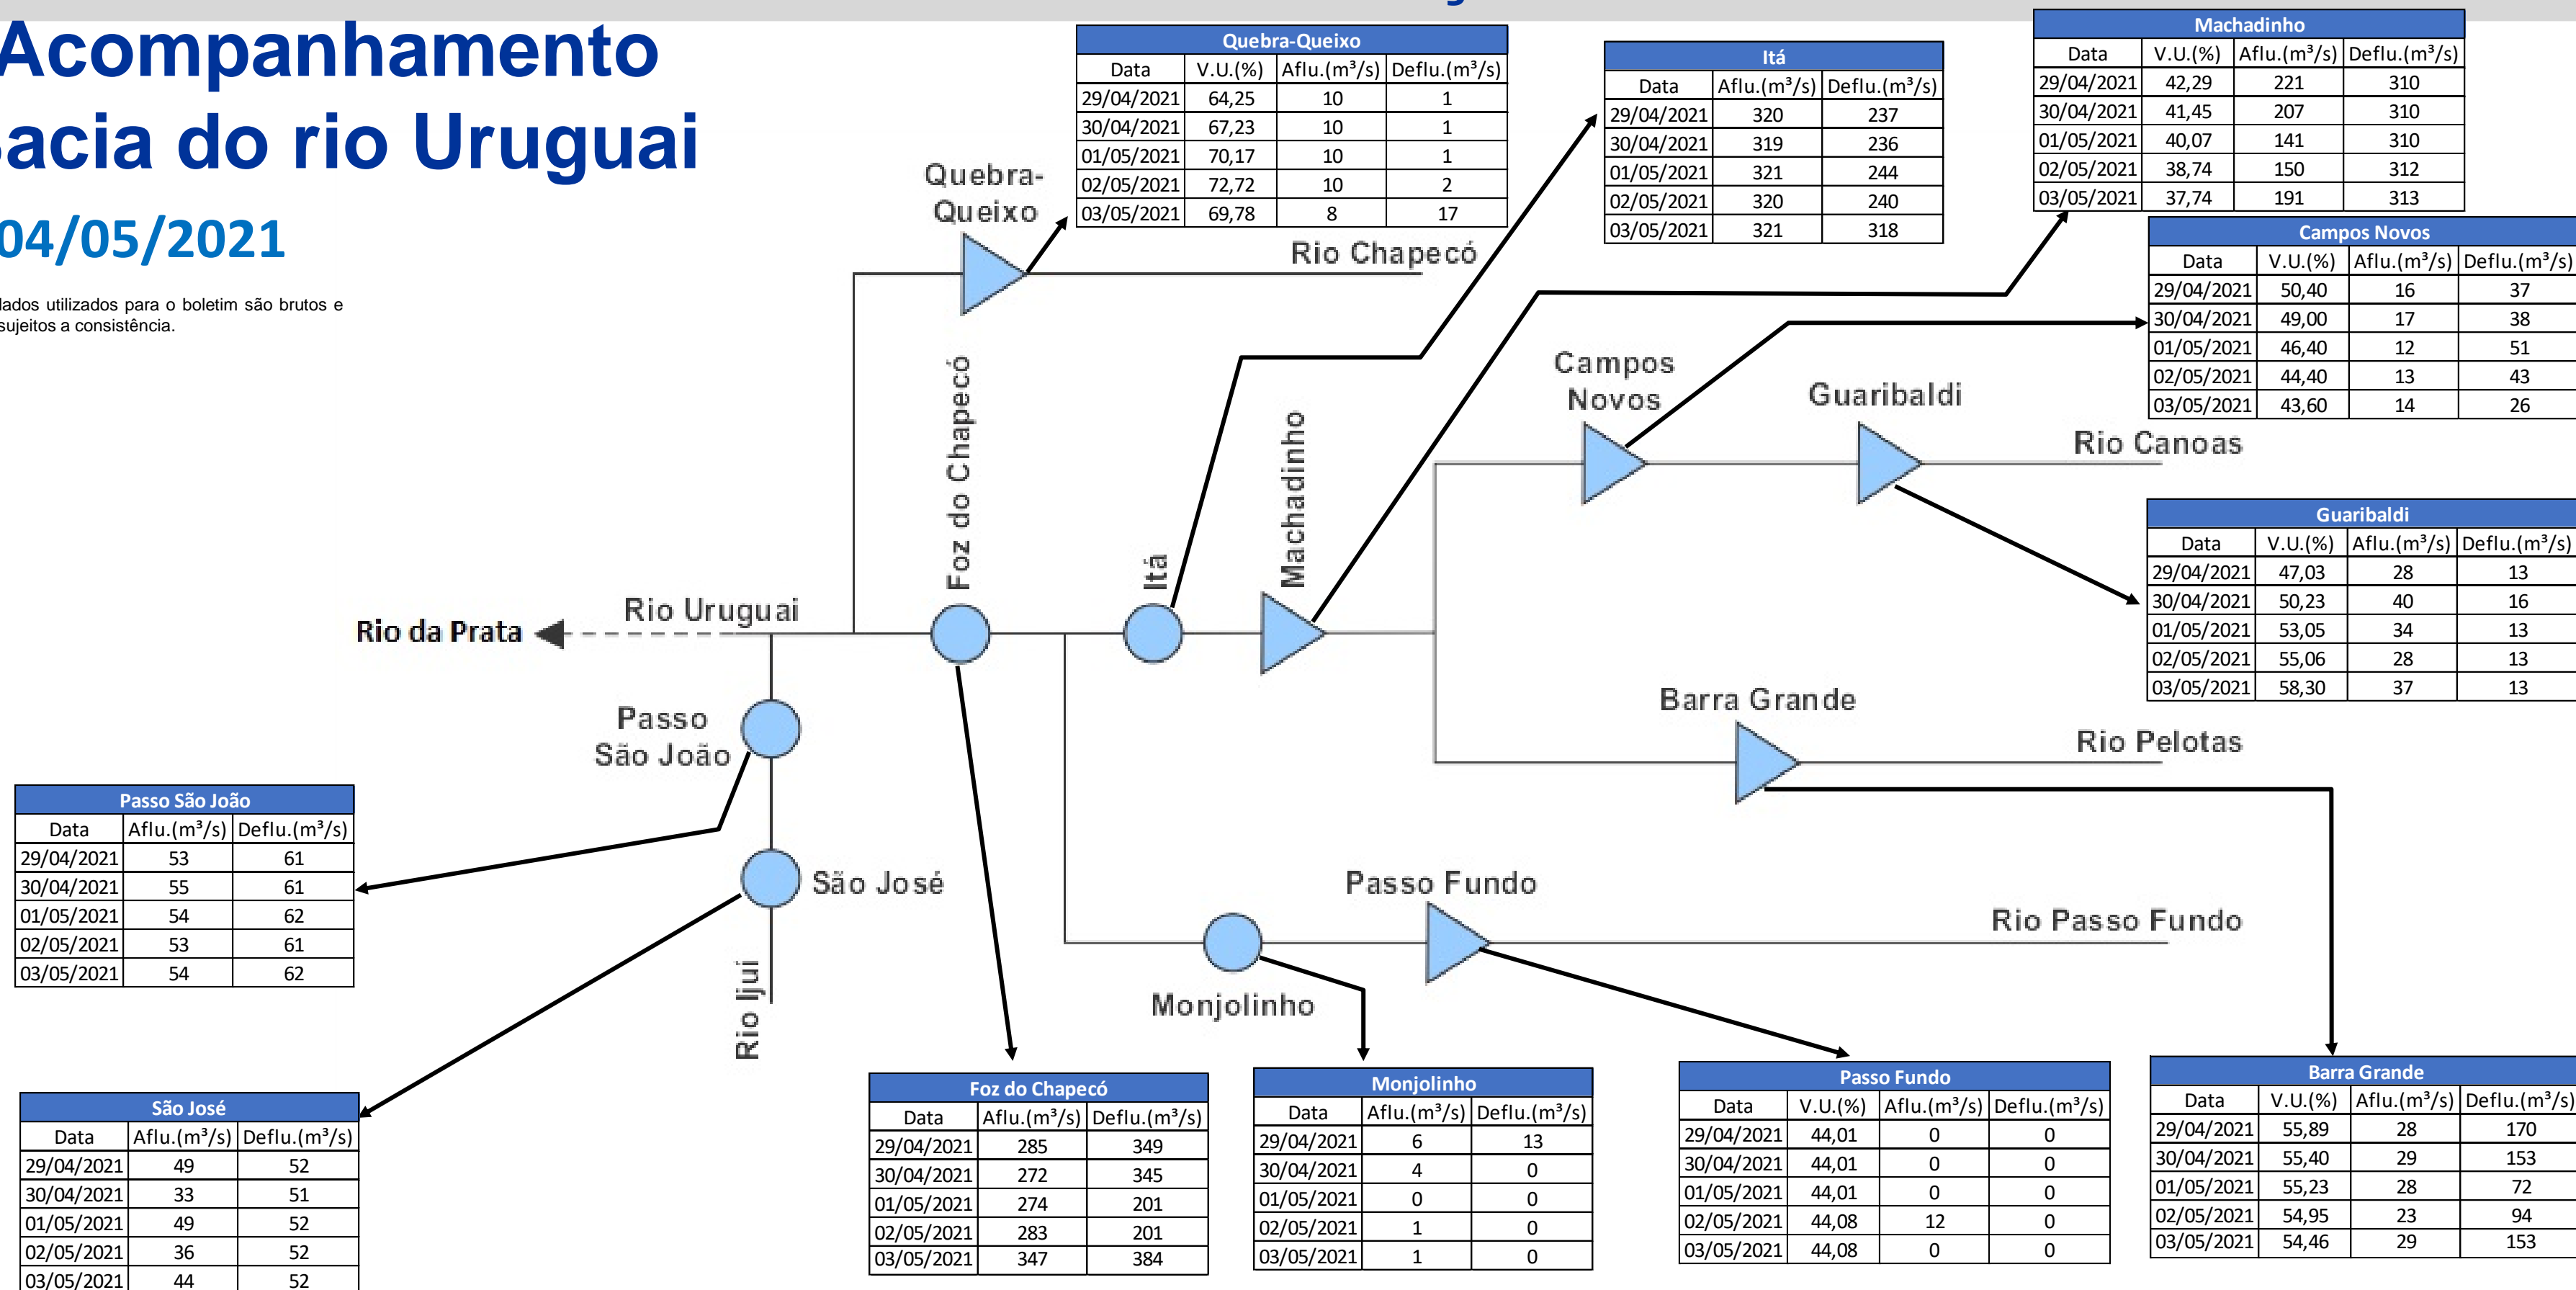 Acompanhamento
acia do rio Uruguai
04/05/2021
dados utilizados para o boletim são brutos e
sujeitos a consistência.
Quebra-Queixo
Data V.U.(%) Aflu.(m³/s) Deflu.(m³/s)
29/04/2021 64,25 10 1
30/04/2021 67,23 10 1
01/05/2021 70,17 10 1
02/05/2021 72,72 10 2
03/05/2021 69,78 8 17
Itá
Data Aflu.(m³/s) Deflu.(m³/s)
29/04/2021 320 237
30/04/2021 319 236
01/05/2021 321 244
02/05/2021 320 240
03/05/2021 321 318
Machadinho
Data V.U.(%) Aflu.(m³/s) Deflu.(m³/s)
29/04/2021 42,29 221 310
30/04/2021 41,45 207 310
01/05/2021 40,07 141 310
02/05/2021 38,74 150 312
03/05/2021 37,74 191 313
Campos Novos
Data V.U.(%) Aflu.(m³/s) Deflu.(m³/s)
29/04/2021 50,40 16 37
30/04/2021 49,00 17 38
01/05/2021 46,40 12 51
02/05/2021 44,40 13 43
03/05/2021 43,60 14 26
Quebra-
Queixo
Rio Chapecó
Foz do Chapecó
Itá
Machadinho
Campos
Novos
Guaribaldi
Rio Canoas
Guaribaldi
Data V.U.(%) Aflu.(m³/s) Deflu.(m³/s)
29/04/2021 47,03 28 13
30/04/2021 50,23 40 16
01/05/2021 53,05 34 13
02/05/2021 55,06 28 13
03/05/2021 58,30 37 13
Rio da Prata
Rio Uruguai
Passo
São João
Barra Grande
Rio Pelotas
São José
Passo Fundo
Rio Passo Fundo
Rio Ijui
Monjolinho
Passo São João
Data Aflu.(m³/s) Deflu.(m³/s)
29/04/2021 53 61
30/04/2021 55 61
01/05/2021 54 62
02/05/2021 53 61
03/05/2021 54 62
São José
Data Aflu.(m³/s) Deflu.(m³/s)
29/04/2021 49 52
30/04/2021 33 51
01/05/2021 49 52
02/05/2021 36 52
03/05/2021 44 52
Foz do Chapecó
Data Aflu.(m³/s) Deflu.(m³/s)
29/04/2021 285 349
30/04/2021 272 345
01/05/2021 274 201
02/05/2021 283 201
03/05/2021 347 384
Monjolinho
Data Aflu.(m³/s) Deflu.(m³/s)
29/04/2021 6 13
30/04/2021 4 0
01/05/2021 0 0
02/05/2021 1 0
03/05/2021 1 0
Passo Fundo
Data V.U.(%) Aflu.(m³/s) Deflu.(m³/s)
29/04/2021 44,01 0 0
30/04/2021 44,01 0 0
01/05/2021 44,01 0 0
02/05/2021 44,08 12 0
03/05/2021 44,08 0 0
Barra Grande
Data V.U.(%) Aflu.(m³/s) Deflu.(m³/s)
29/04/2021 55,89 28 170
30/04/2021 55,40 29 153
01/05/2021 55,23 28 72
02/05/2021 54,95 23 94
03/05/2021 54,46 29 153